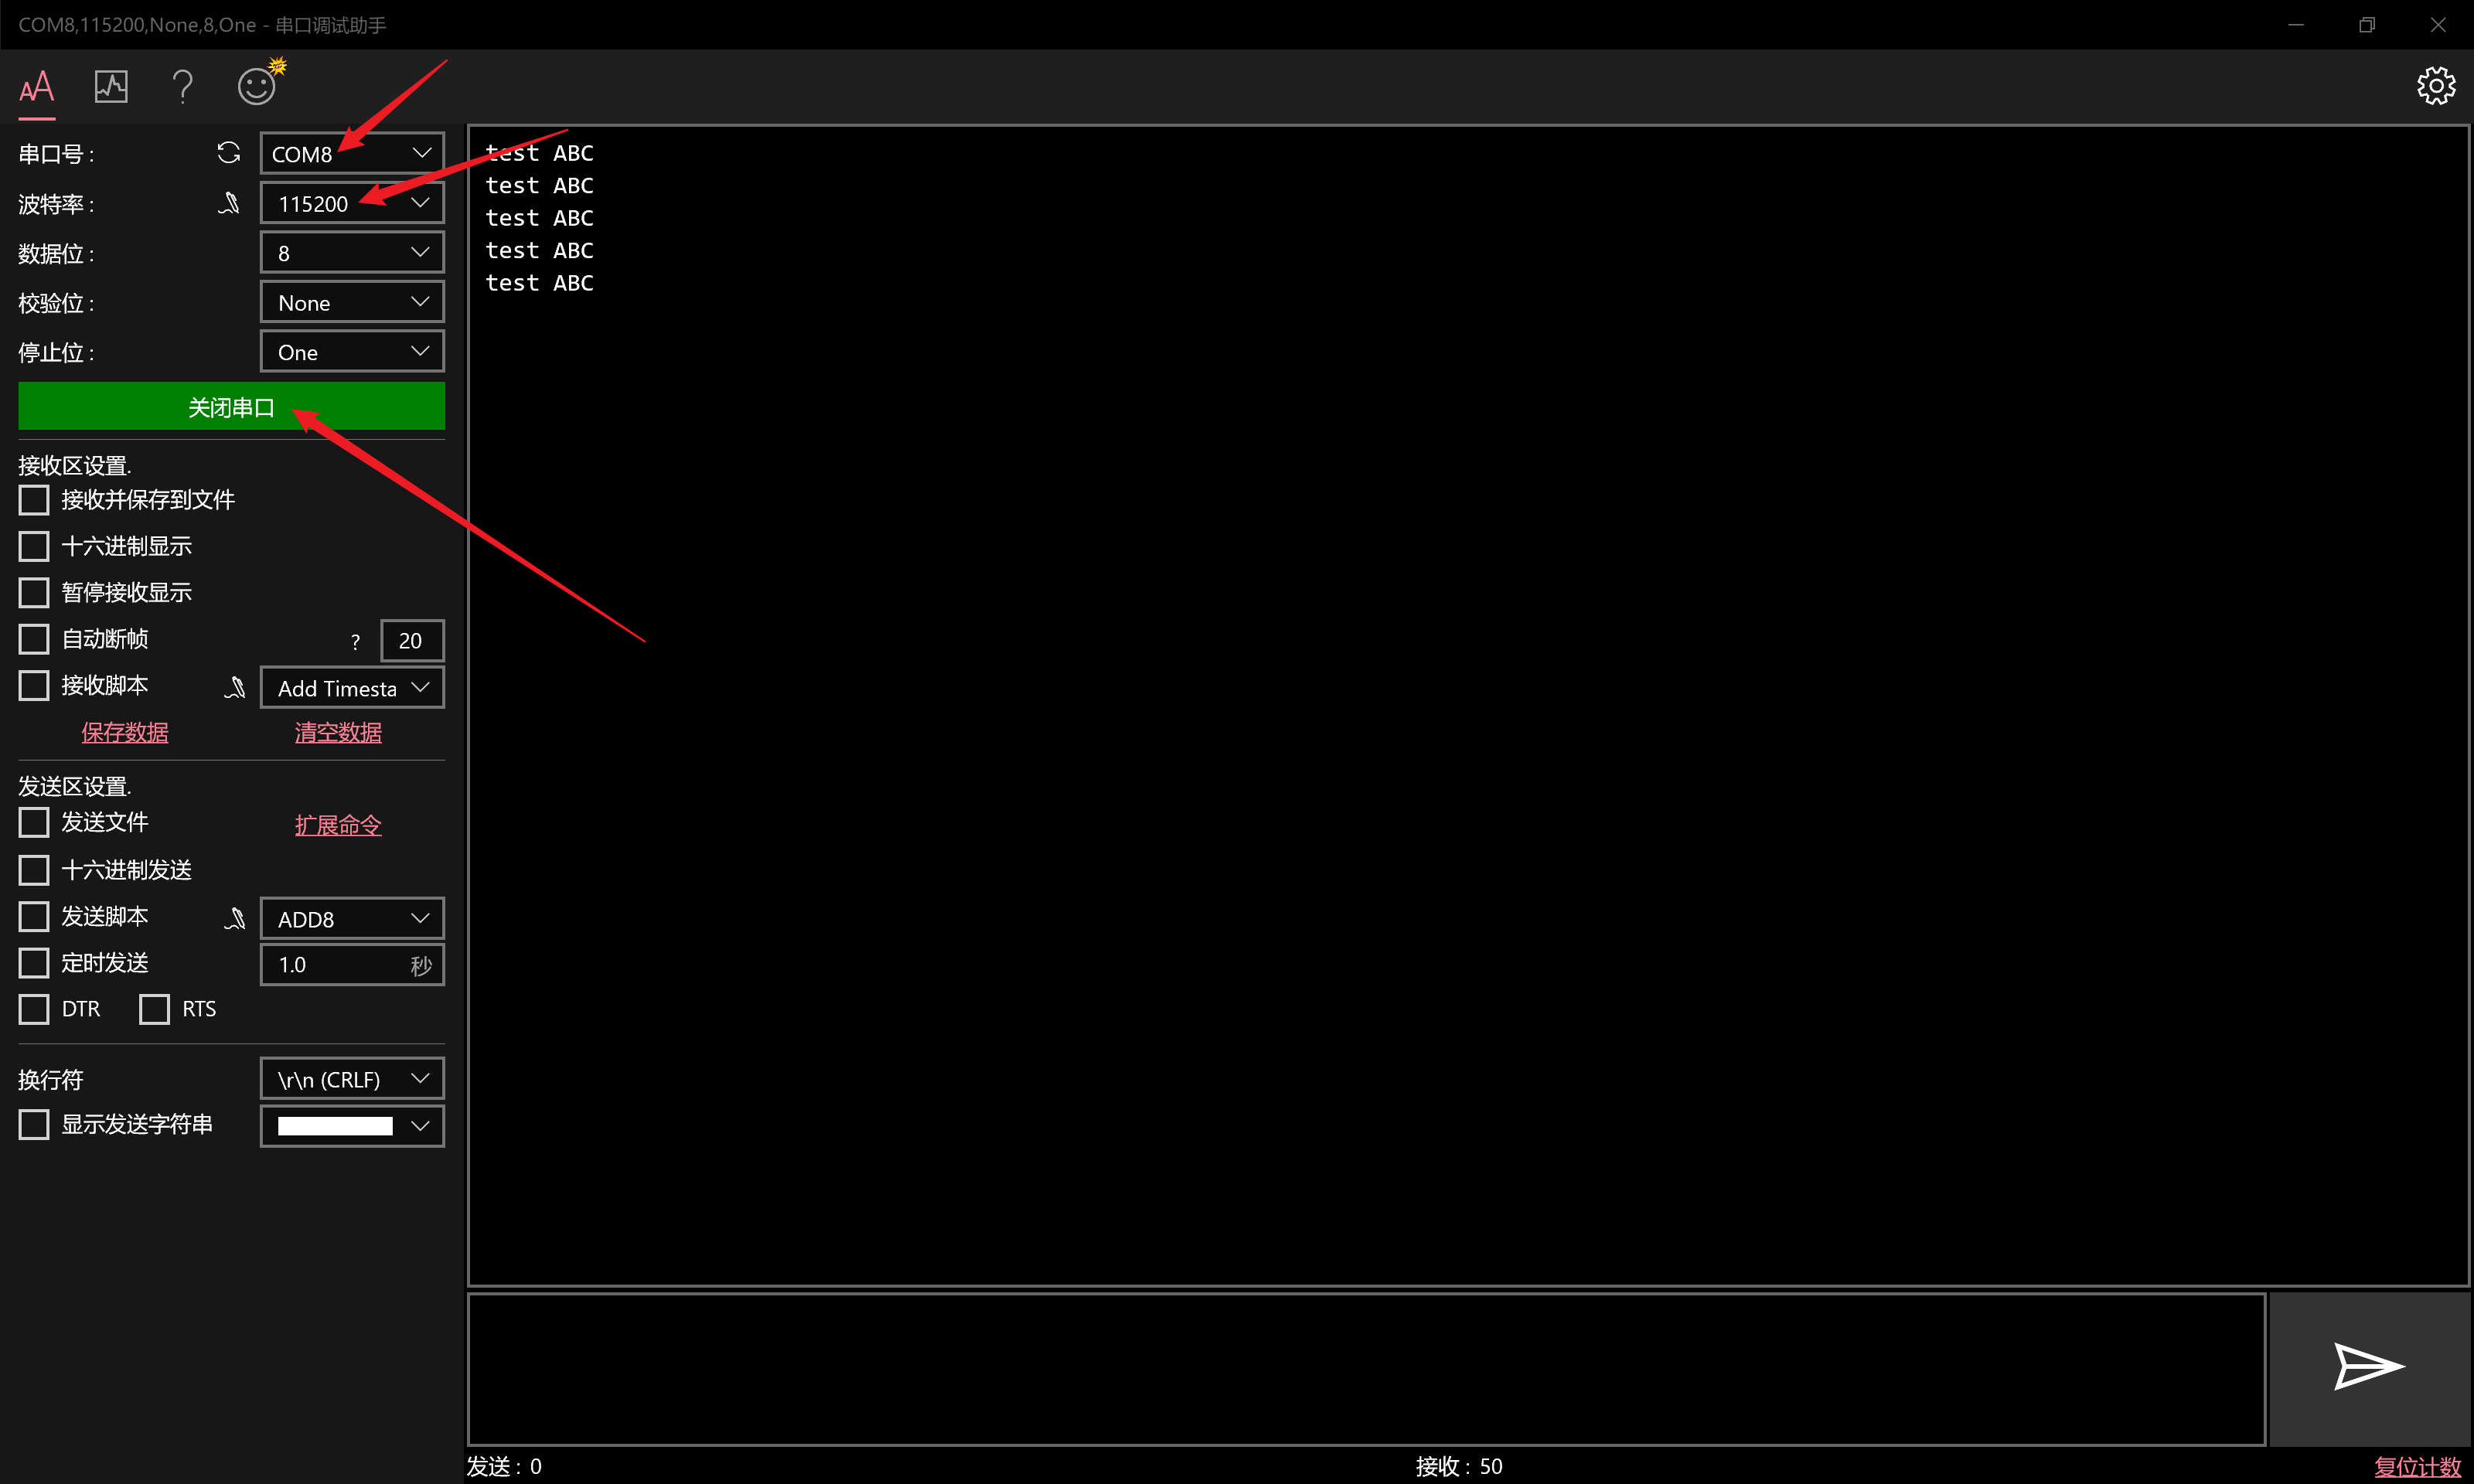 COM8,115200,None,8,One - 串口调试助手
串口号 :
COM8
波特率 :
115200
数据位 :
8
校验位 :
None
停止位 :
One
关闭串口
接收区设置.
接收并保存到文件
十六进制显示
暂停接收显示
自动断帧
?
20
接收脚本
Add Timesta
保存数据
清空数据
发送区设置.
发送文件
扩展命令
十六进制发送
发送脚本
ADD8
定时发送
1.0
秒
DTR
RTS
换行符
\r\n (CRLF)
显示发送字符串
test ABC
test ABC
test ABC
test ABC
test ABC
发送 : 0
接收 : 50
复位计数